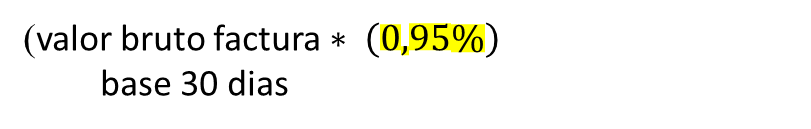 (valor bruto factura * (0,95%)
base 30 dias